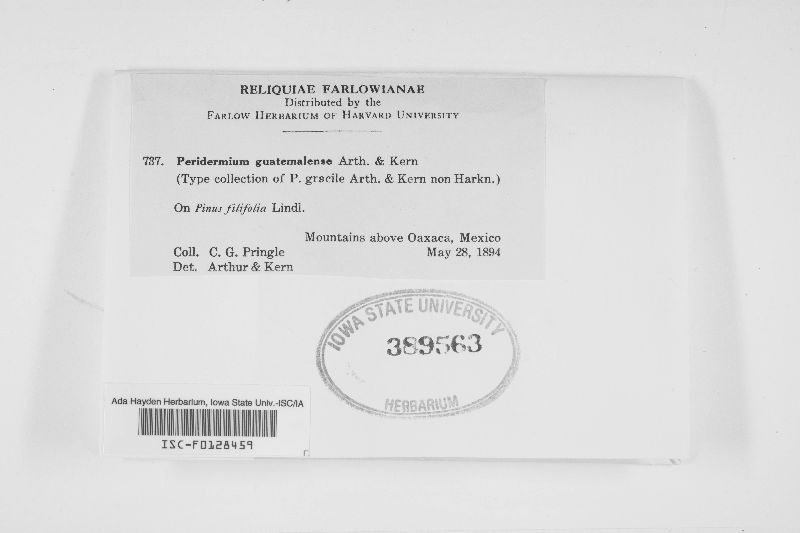 RELIQUIAE FARLOWIANAE
Distributed by the
FARLOW HERBARIUM OF HARVARD UNIVERSITY
737. Peridermium guatemalense Arth. & Kern
(Type collection of P. gracile Arth. & Kern non Harkn.)
On Pinus filifolia Lindl.
Mountains above Oaxaca, Mexico
Coll. C. G. Pringle May 28, 1894
Det. Arthur & Kern
IOWA STATE UNIVERSITY
389563
HERBARIUM
Ada Hayden Herbarium, Iowa State Univ.-ISC/IA
ISC-F0128459